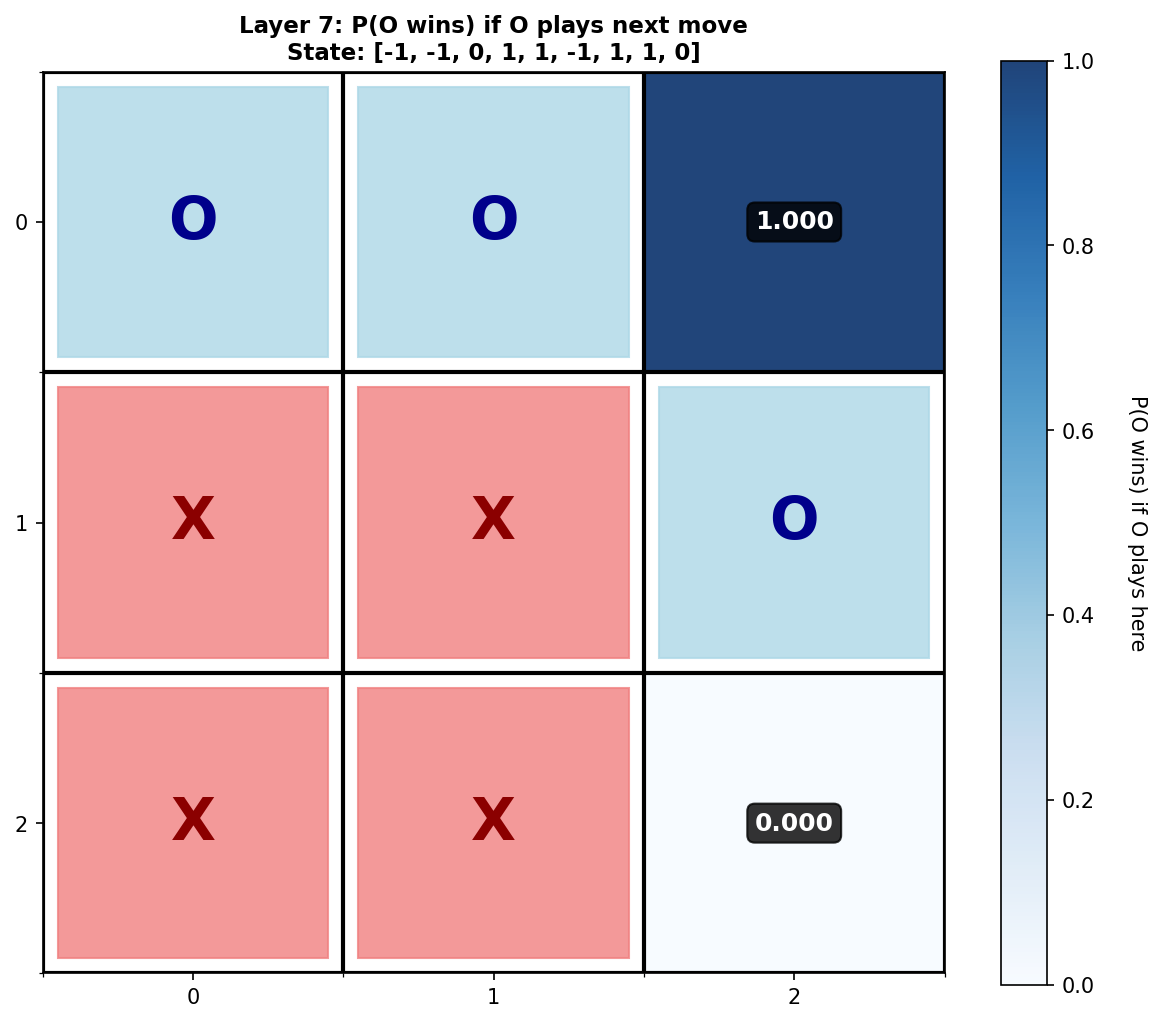 Layer 7: P(O wins) if O plays next move
State: [-1, -1, 0, 1, 1, -1, 1, 1, 0]
0
O
O
1.000
1
X
X
O
2
X
X
0.000
0
1
2
1.0
0.8
0.6
0.4
0.2
0.0
P(O wins) if O plays here